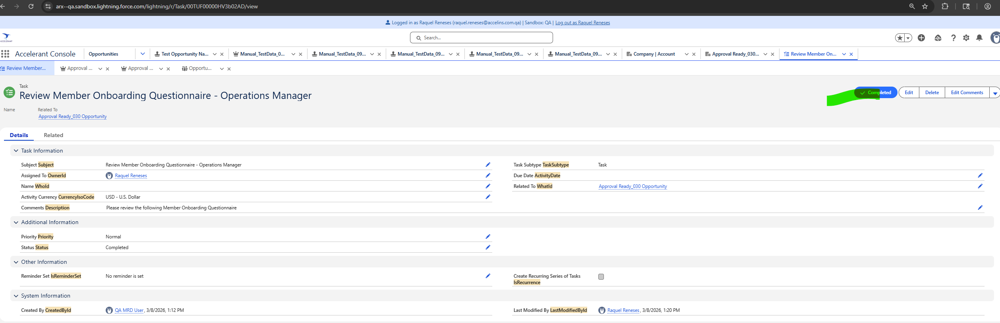 arx--qa.sandbox.lightning.force.com/lightning/r/Task/00TUF00000HV3b02AD/view
Logged in as Raquel Reneses (raquel.reneses@accelins.com.qa) | Sandbox: QA | Log out as Raquel Reneses
ACCELERANT
Search...
Accelerant Console
Opportunities
Test Opportunity Na...
Manual_TestData_0...
Manual_TestData_09...
Manual_TestData_09...
Manual_TestData_09...
Manual_TestData_09...
Company | Account
Approval Ready_030...
Review Member On...
Review Member...
Approval ...
Approval ...
Opportu...
Task
Review Member Onboarding Questionnaire - Operations Manager
Completed
Edit
Delete
Edit Comments
Name
Related To
Approval Ready_030 Opportunity
Details
Related
Task Information
Subject Subject
Review Member Onboarding Questionnaire - Operations Manager
Task Subtype TaskSubtype
Task
Assigned To OwnerId
Raquel Reneses
Due Date ActivityDate
Name WhoId
Related To WhatId
Approval Ready_030 Opportunity
Activity Currency CurrencyIsoCode
USD - U.S. Dollar
Comments Description
Please review the following Member Onboarding Questionnaire
Additional Information
Priority Priority
Normal
Status Status
Completed
Other Information
Reminder Set IsReminderSet
No reminder is set
Create Recurring Series of Tasks
IsRecurrence
System Information
Created By CreatedById
QA MRD User, 3/8/2026, 1:12 PM
Last Modified By LastModifiedById
Raquel Reneses, 3/8/2026, 1:20 PM